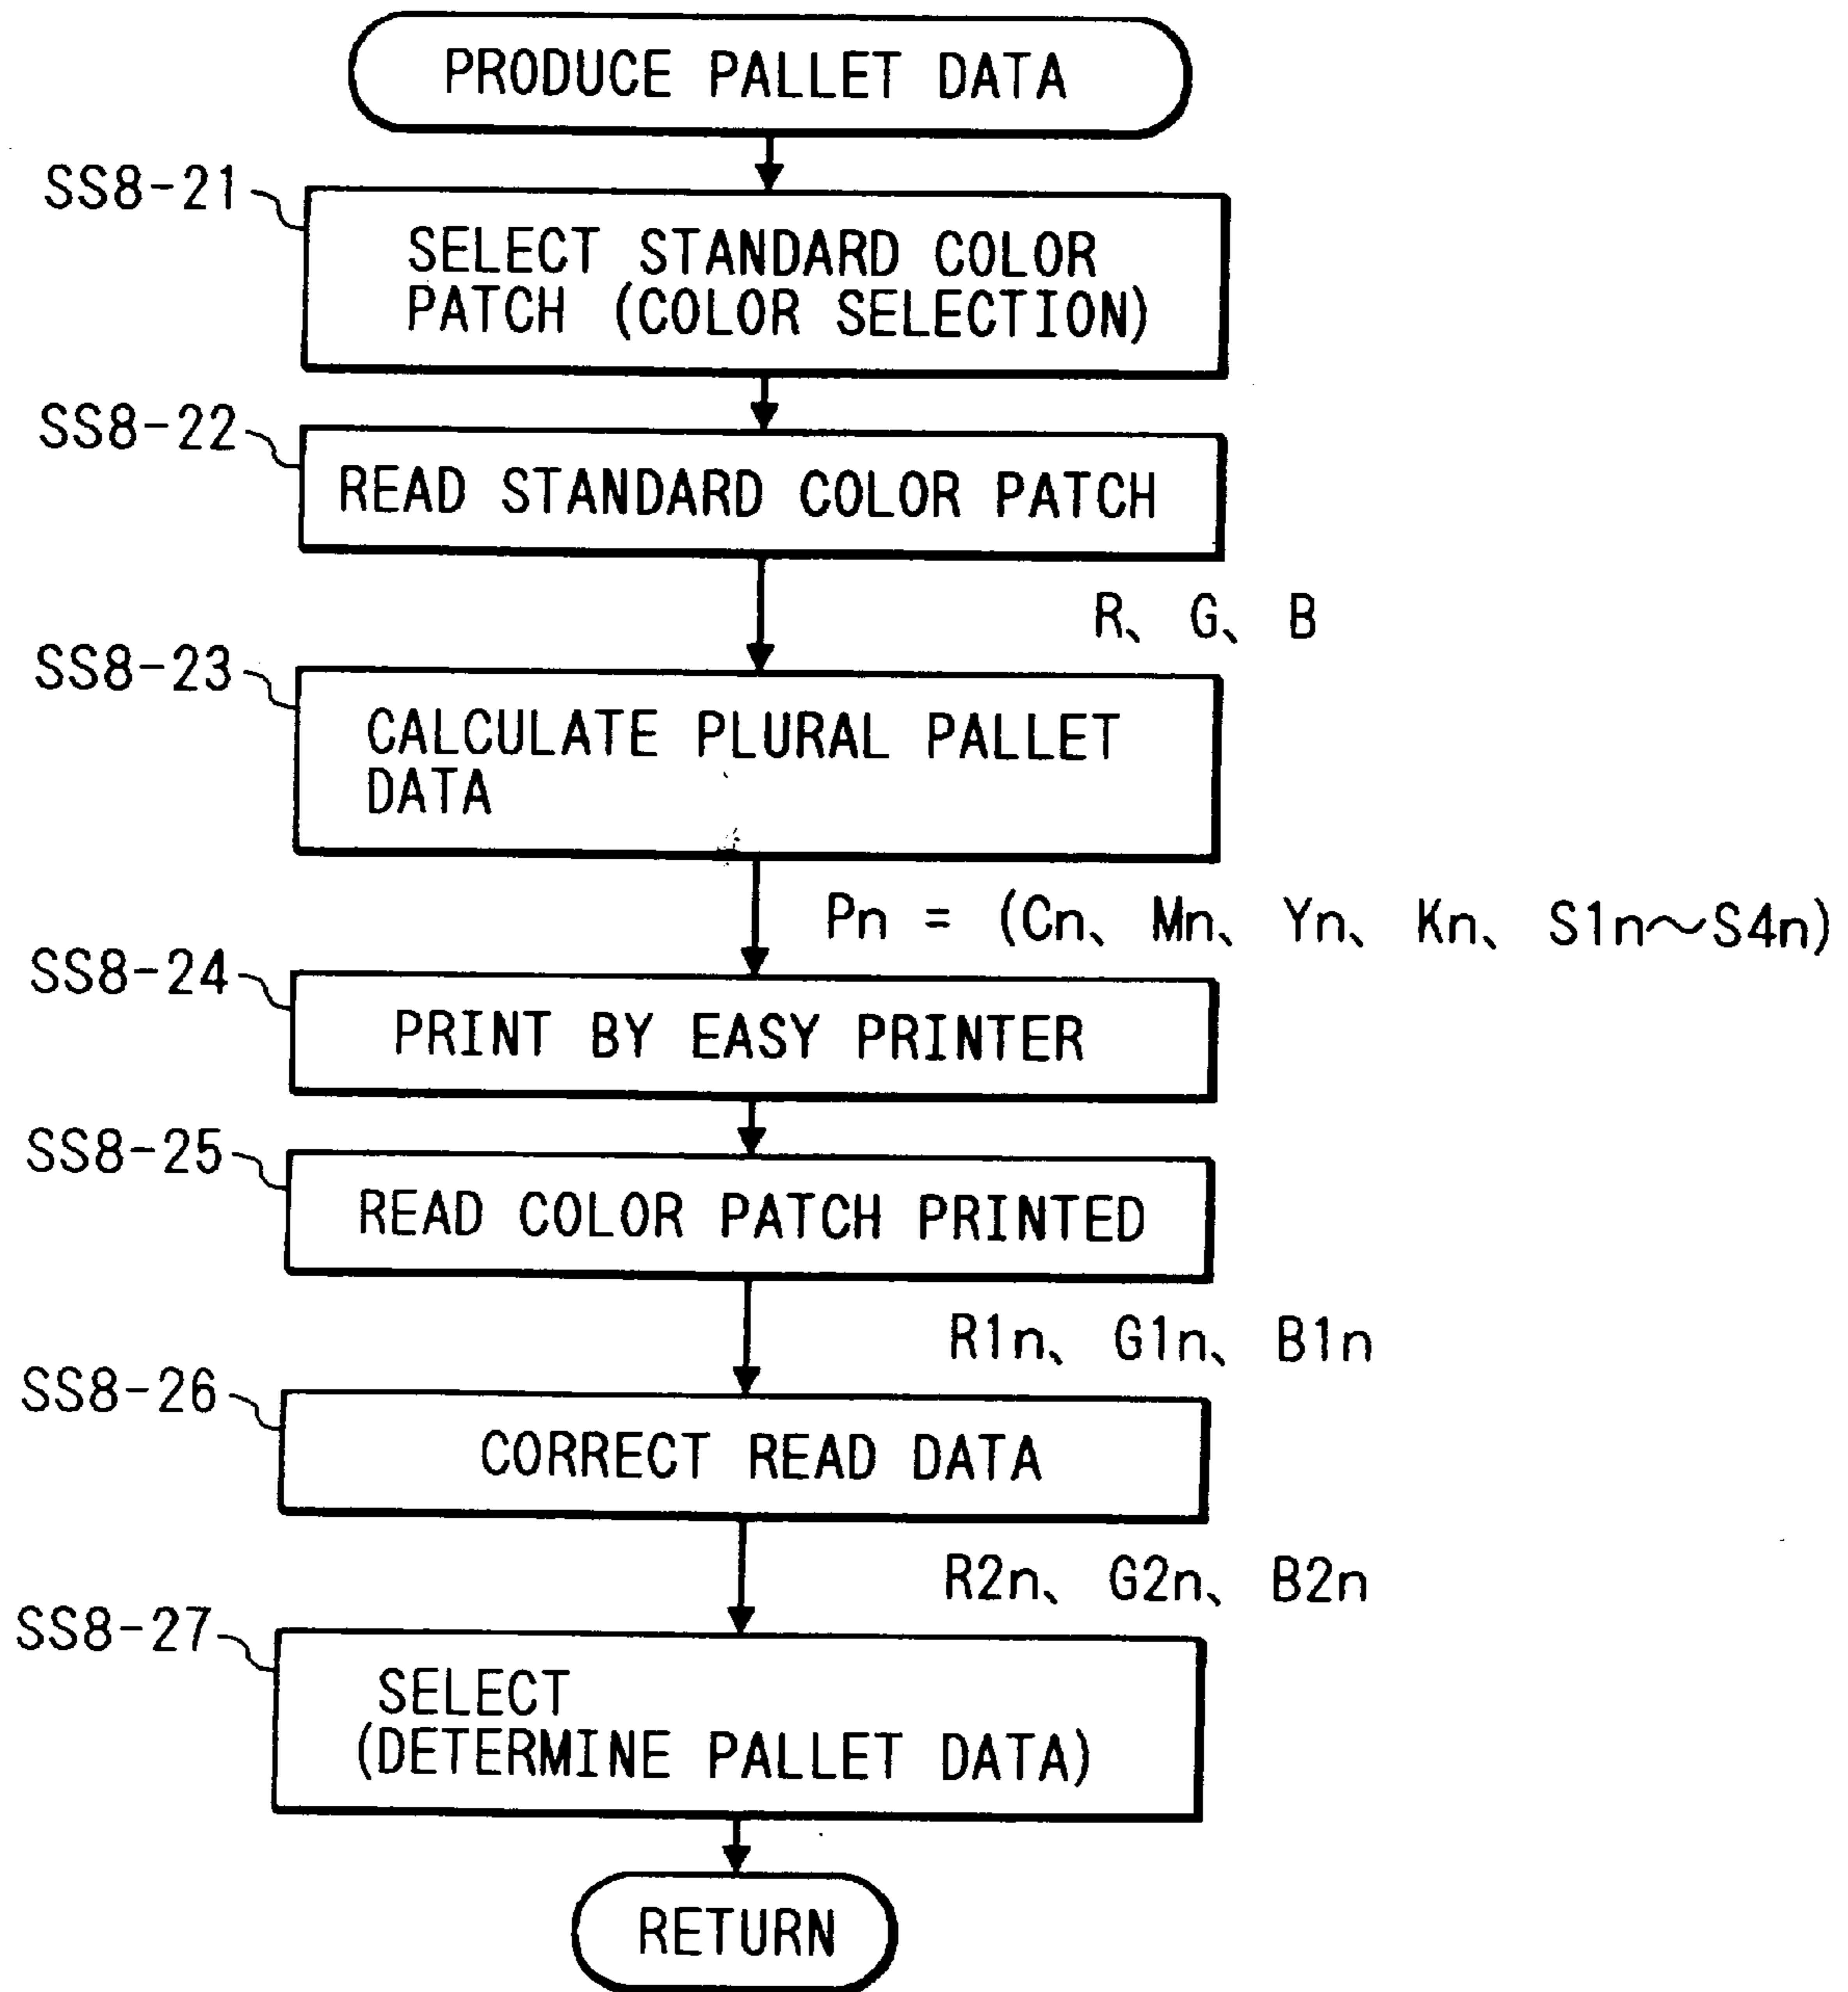 PRODUCE PALLET DATA
SS8-21
SELECT STANDARD COLOR
PATCH (COLOR SELECTION)
SS8-22
READ STANDARD COLOR PATCH
R、 G、 B
SS8-23
CALCULATE PLURAL PALLET
DATA
Pn = (Cn、 Mn、 Yn、 Kn、 S1n〜S4n)
SS8-24
PRINT BY EASY PRINTER
SS8-25
READ COLOR PATCH PRINTED
R1n、 G1n、 B1n
SS8-26
CORRECT READ DATA
R2n、 G2n、 B2n
SS8-27
SELECT
(DETERMINE PALLET DATA)
RETURN